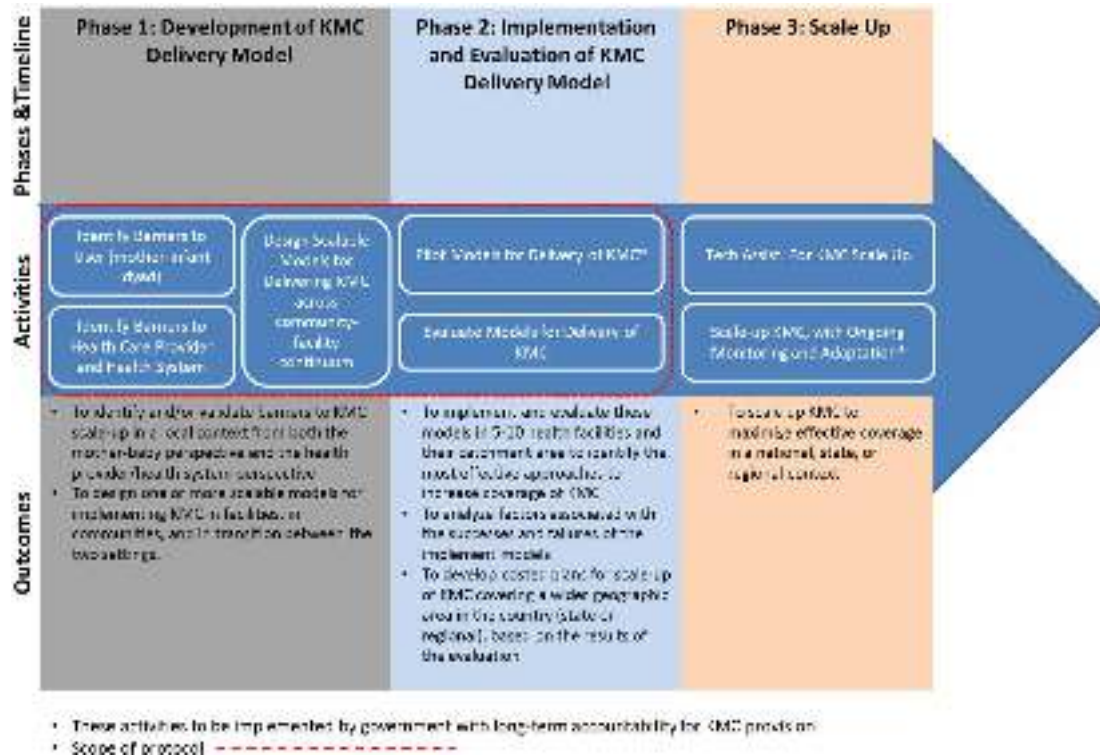 Phases &Timeline
Phase 1: Development of KMC
Delivery Model
Phase 2: Implementation
and Evaluation of KMC
Delivery Model
Phase 3: Scale Up
Activities
Identify Barriers to
User (mother-infant
dyad)
Identify Barriers to
Health Care Provider
and Health System
Design Scalable
Models for
Delivering KMC
across
community-
facility
continuum
Pilot Models for Delivery of KMC*
Evaluate Models for Delivery of
KMC
Tech Assist. For KMC Scale Up
Scale-up KMC, with Ongoing
Monitoring and Adaptation*
Outcomes
• To identify and/or validate barriers to KMC
scale-up in a local context from both the
mother-baby perspective and the health
provider/health system perspective
• To design one or more scalable models for
implementing KMC in facilities, in
communities, and in transition between the
two settings.
• To implement and evaluate these
models in 5-10 health facilities and
their catchment area to identify the
most effective approaches to
increase coverage of KMC
• To analyze factors associated with
the successes and failures of the
implement models
• To develop costed plans for scale-up
of KMC covering a wider geographic
area in the country (state or
regional), based on the results of
the evaluation
• To scale up KMC to
maximise effective coverage
in a national, state, or
regional context
• These activities to be implemented by government with long-term accountability for KMC provision
• Scope of protocol